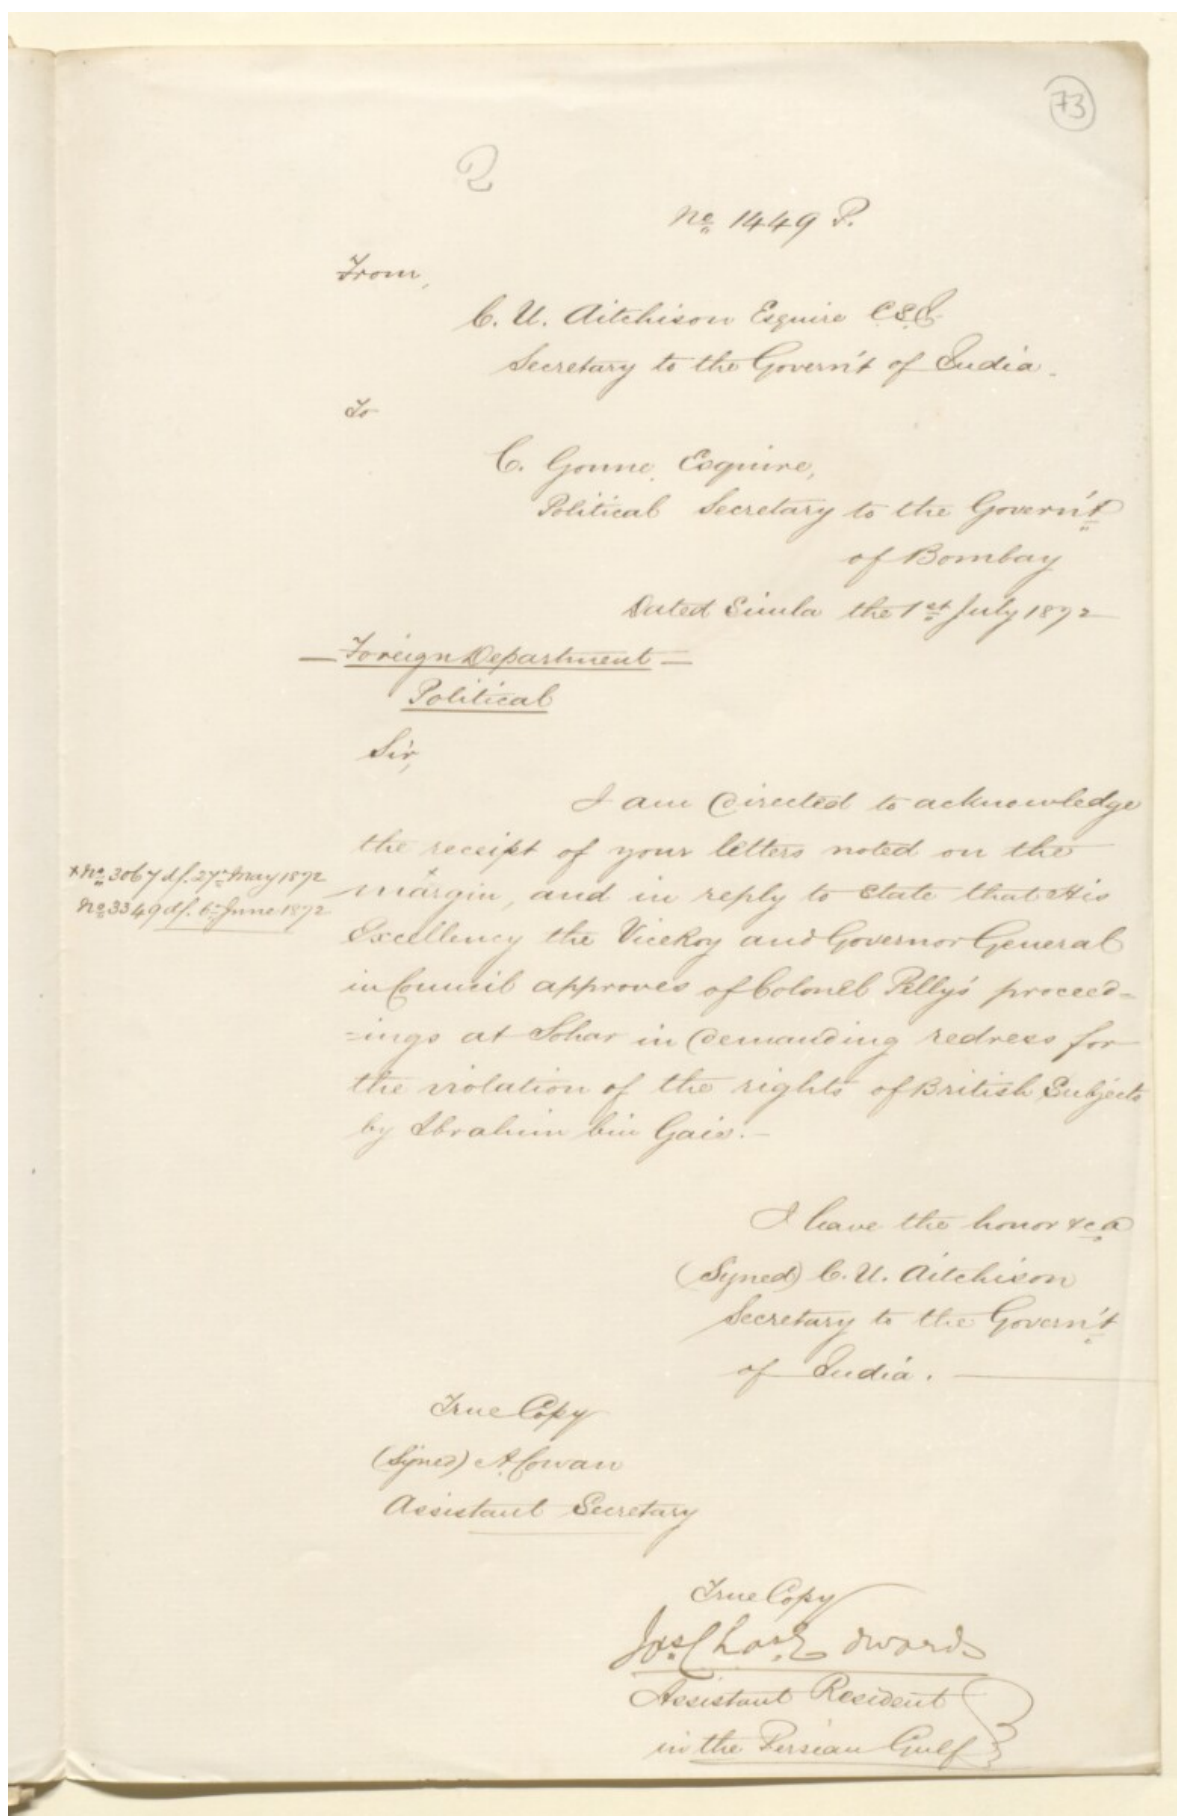 73
2
No. 1449 P.
From,
C. U. Aitchison Esquire C.S.I.
Secretary to the Govern't of India.
To
C. Gonne, Esquire,
Political Secretary to the Govern't
of Bombay
Dated Simla the 1st July 1872
— Foreign Department —
Political
Sir,
I am directed to acknowledge
the receipt of your letters noted on the
x No. 3067 d/. 27th May 1872
No. 3349 d/. 6th June 1872
margin,x and in reply to state that His
Excellency the ViceRoy and Governor General
in Council approves of Colonel Pelly's proceed-
-ings at Sohar in demanding redress for
the violation of the rights of British Subjects
by Ibrahim bin Gais.—
I have the honor &ca
(Signed) C. U. Aitchison
Secretary to the Govern't
of India.
True Copy
(Signed) A. Cowan
Assistant Secretary
True Copy
Jas. Chas. Edwards
Assistant Resident
in the Persian Gulf